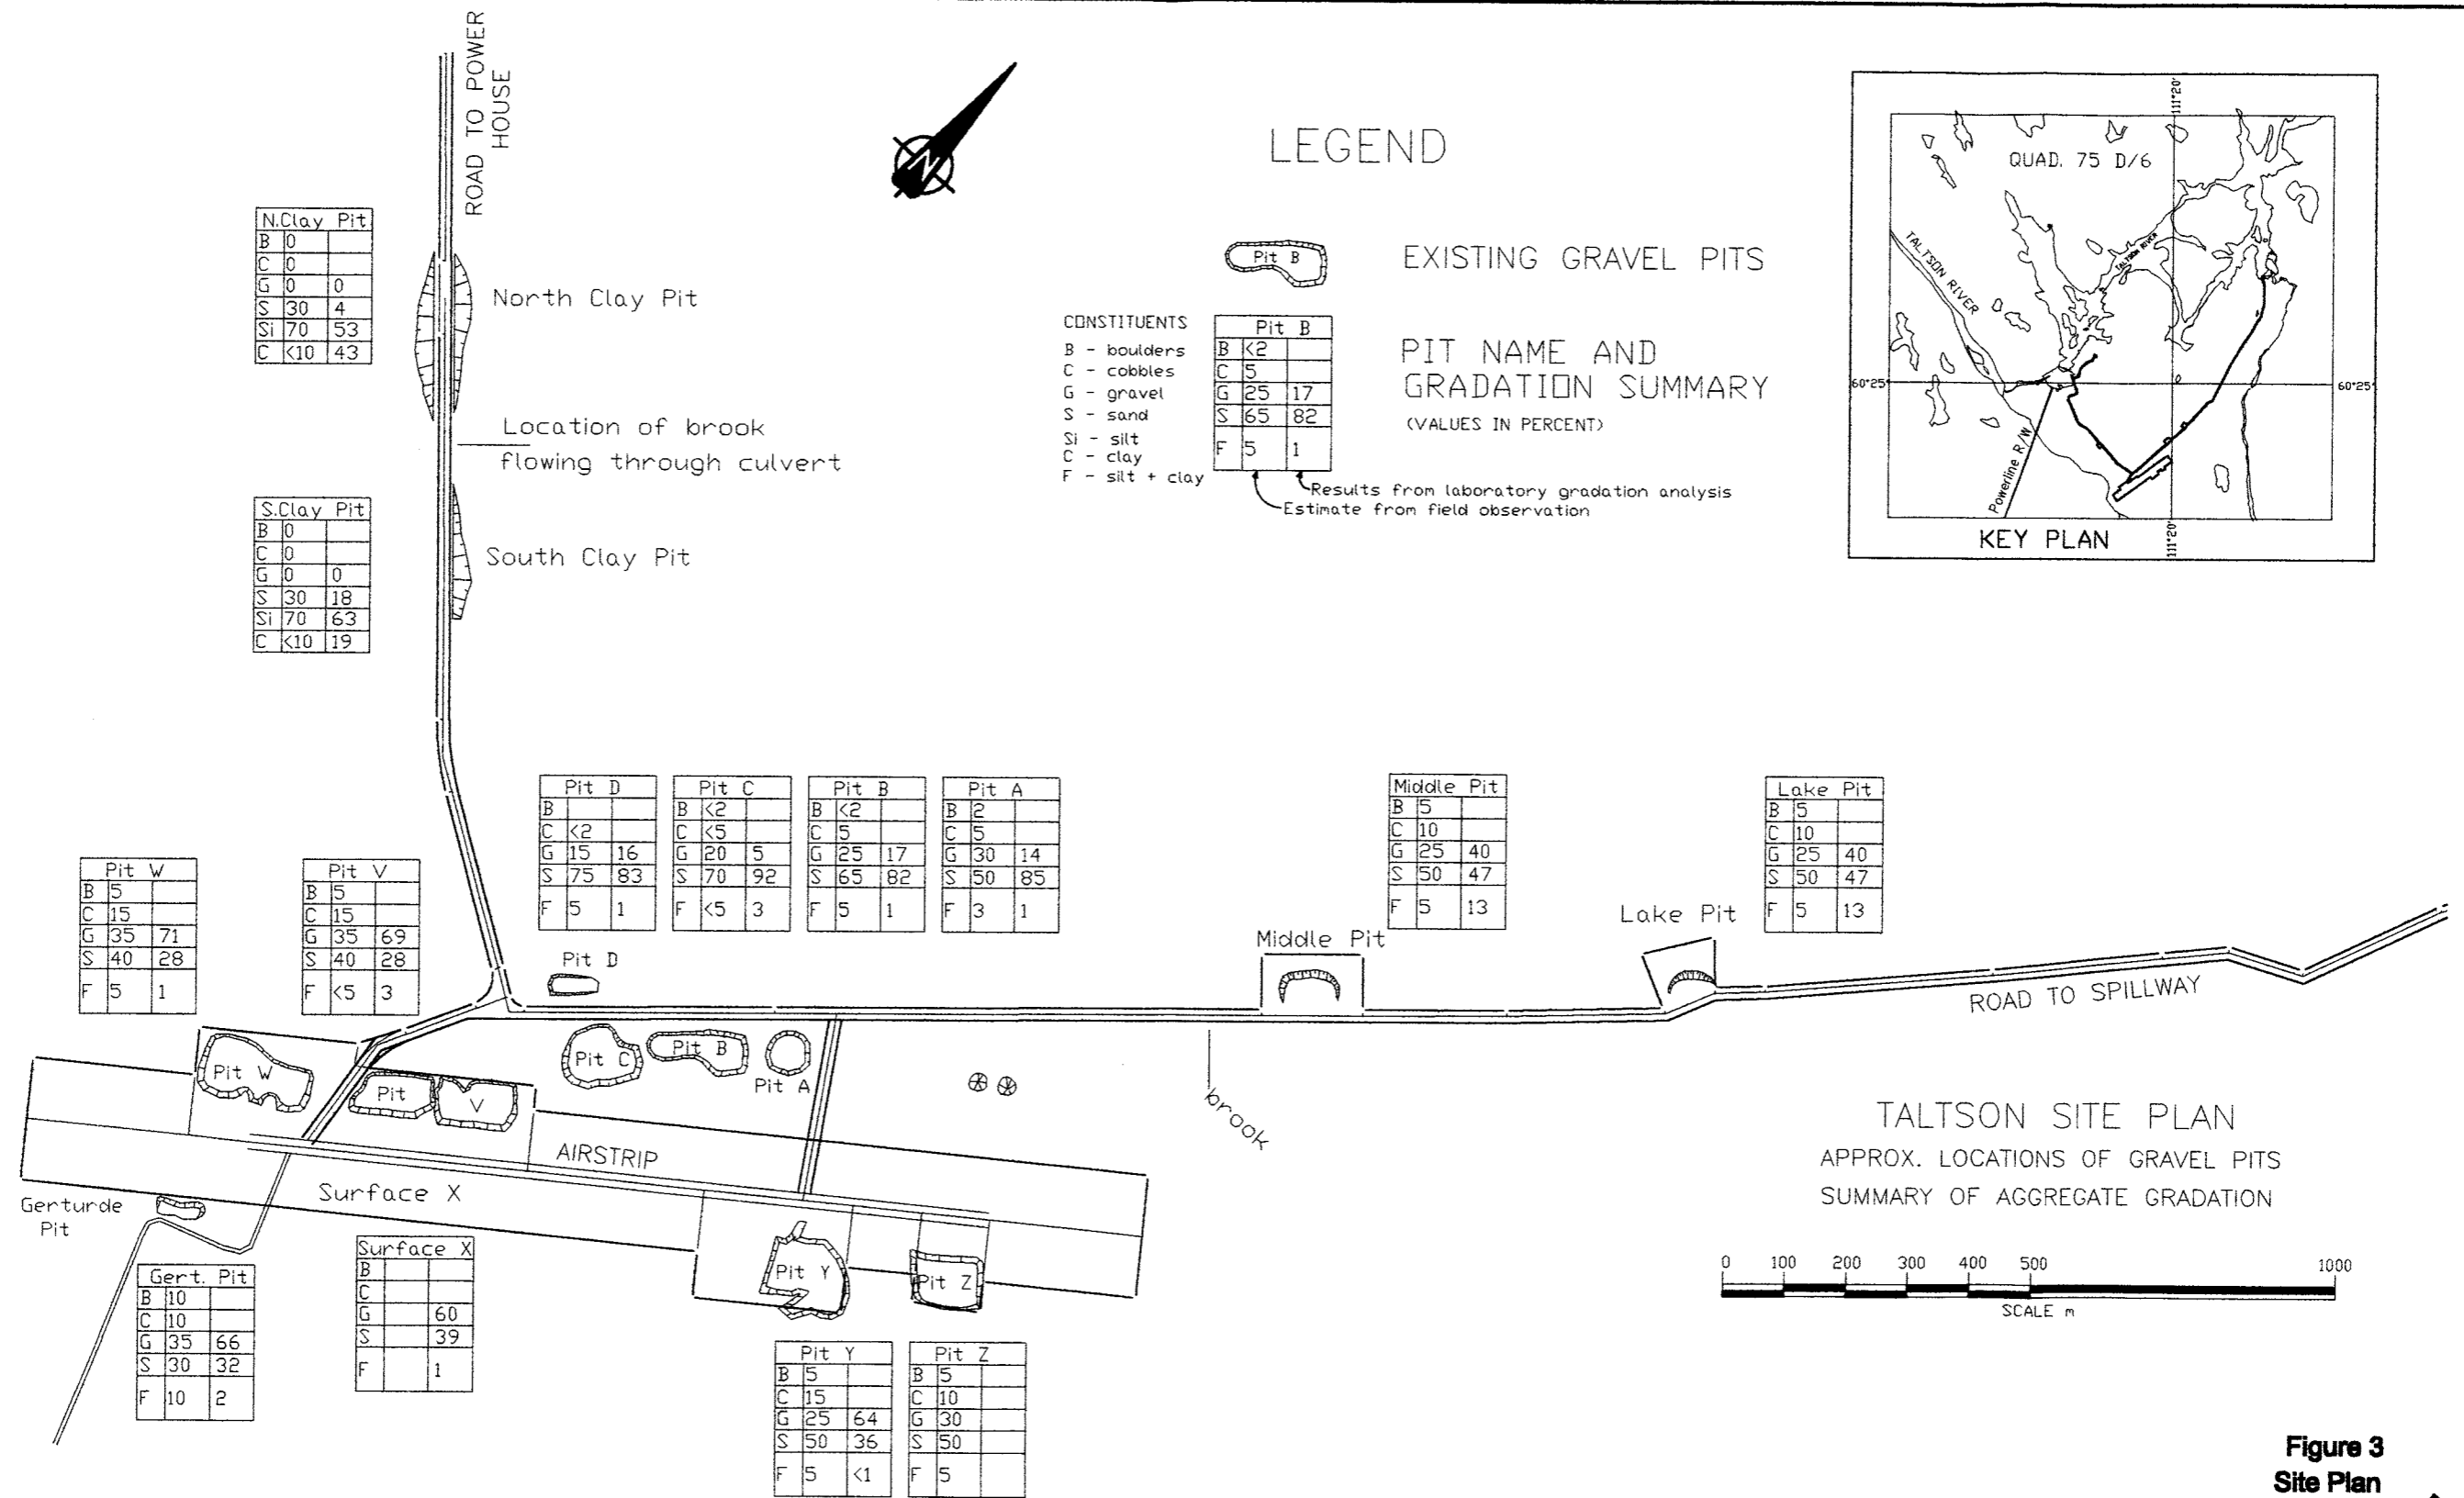 ROAD TO POWER
HOUSE
N
LEGEND
Pit B
EXISTING GRAVEL PITS
CONSTITUENTS
B - boulders
C - cobbles
G - gravel
S - sand
Si - silt
C - clay
F - silt + clay
Pit B
B <2
C 5
G 25 17
S 65 82
F 5 1
PIT NAME AND
GRADATION SUMMARY
(VALUES IN PERCENT)
Results from laboratory gradation analysis
Estimate from field observation
QUAD. 75 D/6
111°20'
TALTSON RIVER
TALTSON RIVER
60°25'
60°25'
Powerline R/W
111°20'
KEY PLAN
N.Clay Pit
B 0
C 0
G 0 0
S 30 4
Si 70 53
C <10 43
North Clay Pit
Location of brook
flowing through culvert
S.Clay Pit
B 0
C 0
G 0 0
S 30 18
Si 70 63
C <10 19
South Clay Pit
Pit D
B
C <2
G 15 16
S 75 83
F 5 1
Pit C
B <2
C <5
G 20 5
S 70 92
F <5 3
Pit B
B <2
C 5
G 25 17
S 65 82
F 5 1
Pit A
B 2
C 5
G 30 14
S 50 85
F 3 1
Middle Pit
B 5
C 10
G 25 40
S 50 47
F 5 13
Lake Pit
B 5
C 10
G 25 40
S 50 47
F 5 13
Pit W
B 5
C 15
G 35 71
S 40 28
F 5 1
Pit V
B 5
C 15
G 35 69
S 40 28
F <5 3
Pit D
Middle Pit
Lake Pit
ROAD TO SPILLWAY
Pit W
Pit V
Pit C
Pit B
Pit A
brook
AIRSTRIP
Surface X
Gerturde
Pit
Pit Y
Pit Z
Gert. Pit
B 10
C 10
G 35 66
S 30 32
F 10 2
Surface X
B
C
G 60
S 39
F 1
Pit Y
B 5
C 15
G 25 64
S 50 36
F 5 <1
Pit Z
B 5
C 10
G 30
S 50
F 5
TALTSON SITE PLAN
APPROX. LOCATIONS OF GRAVEL PITS
SUMMARY OF AGGREGATE GRADATION
0 100 200 300 400 500 1000
SCALE m
Figure 3
Site Plan